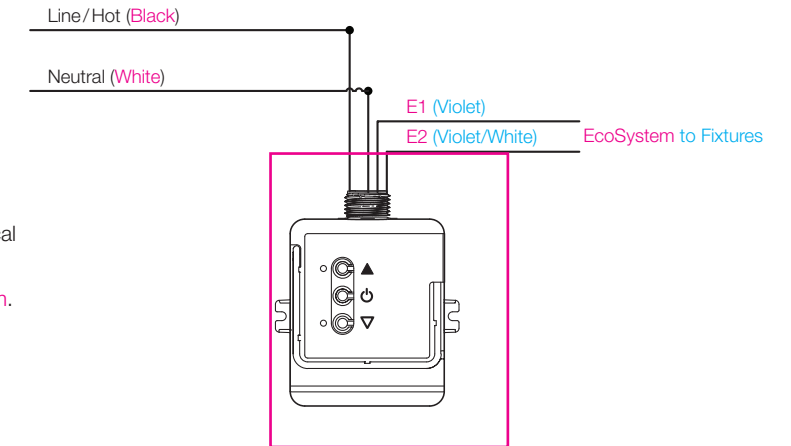 Line/Hot (Black)
Neutral (White)
E1 (Violet)
E2 (Violet/White)
EcoSystem to Fixtures